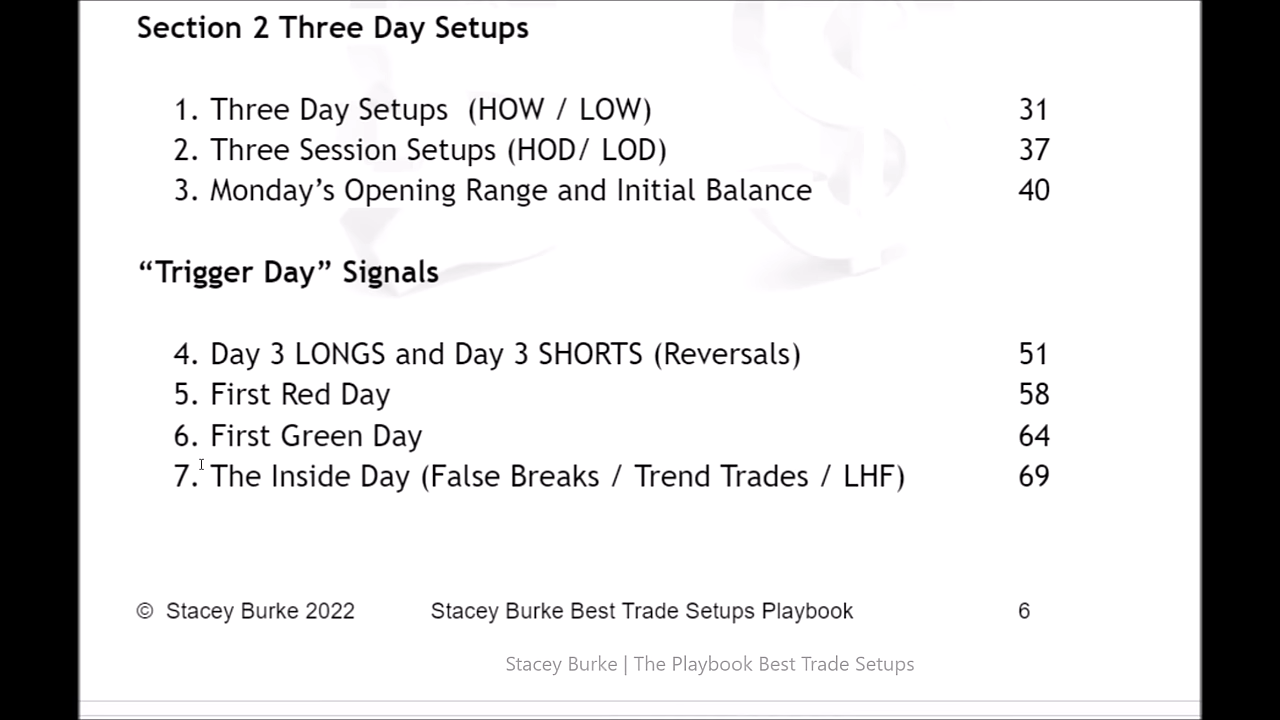 Section 2 Three Day Setups
1. Three Day Setups (HOW / LOW) 31
2. Three Session Setups (HOD/ LOD) 37
3. Monday’s Opening Range and Initial Balance 40
“Trigger Day” Signals
4. Day 3 LONGS and Day 3 SHORTS (Reversals) 51
5. First Red Day 58
6. First Green Day 64
7. The Inside Day (False Breaks / Trend Trades / LHF) 69
© Stacey Burke 2022 Stacey Burke Best Trade Setups Playbook 6
Stacey Burke | The Playbook Best Trade Setups